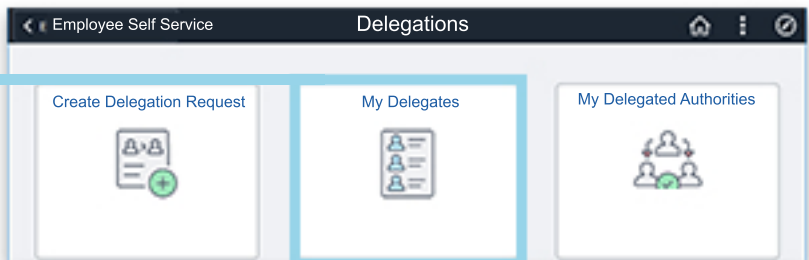 Employee Self Service
Delegations
Create Delegation Request
My Delegates
My Delegated Authorities